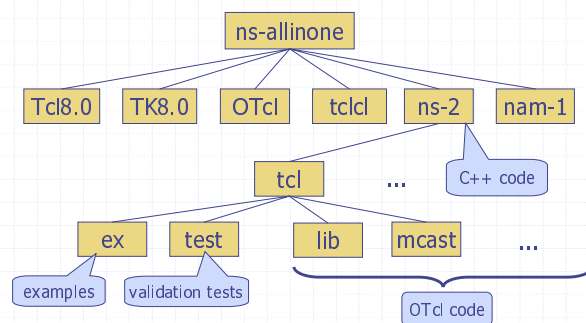 ns-allinone
Tcl8.0 TK8.0 OTcl tclcl ns-2 nam-1
tcl ... C++ code
ex test lib mcast ...
examples validation tests
OTcl code